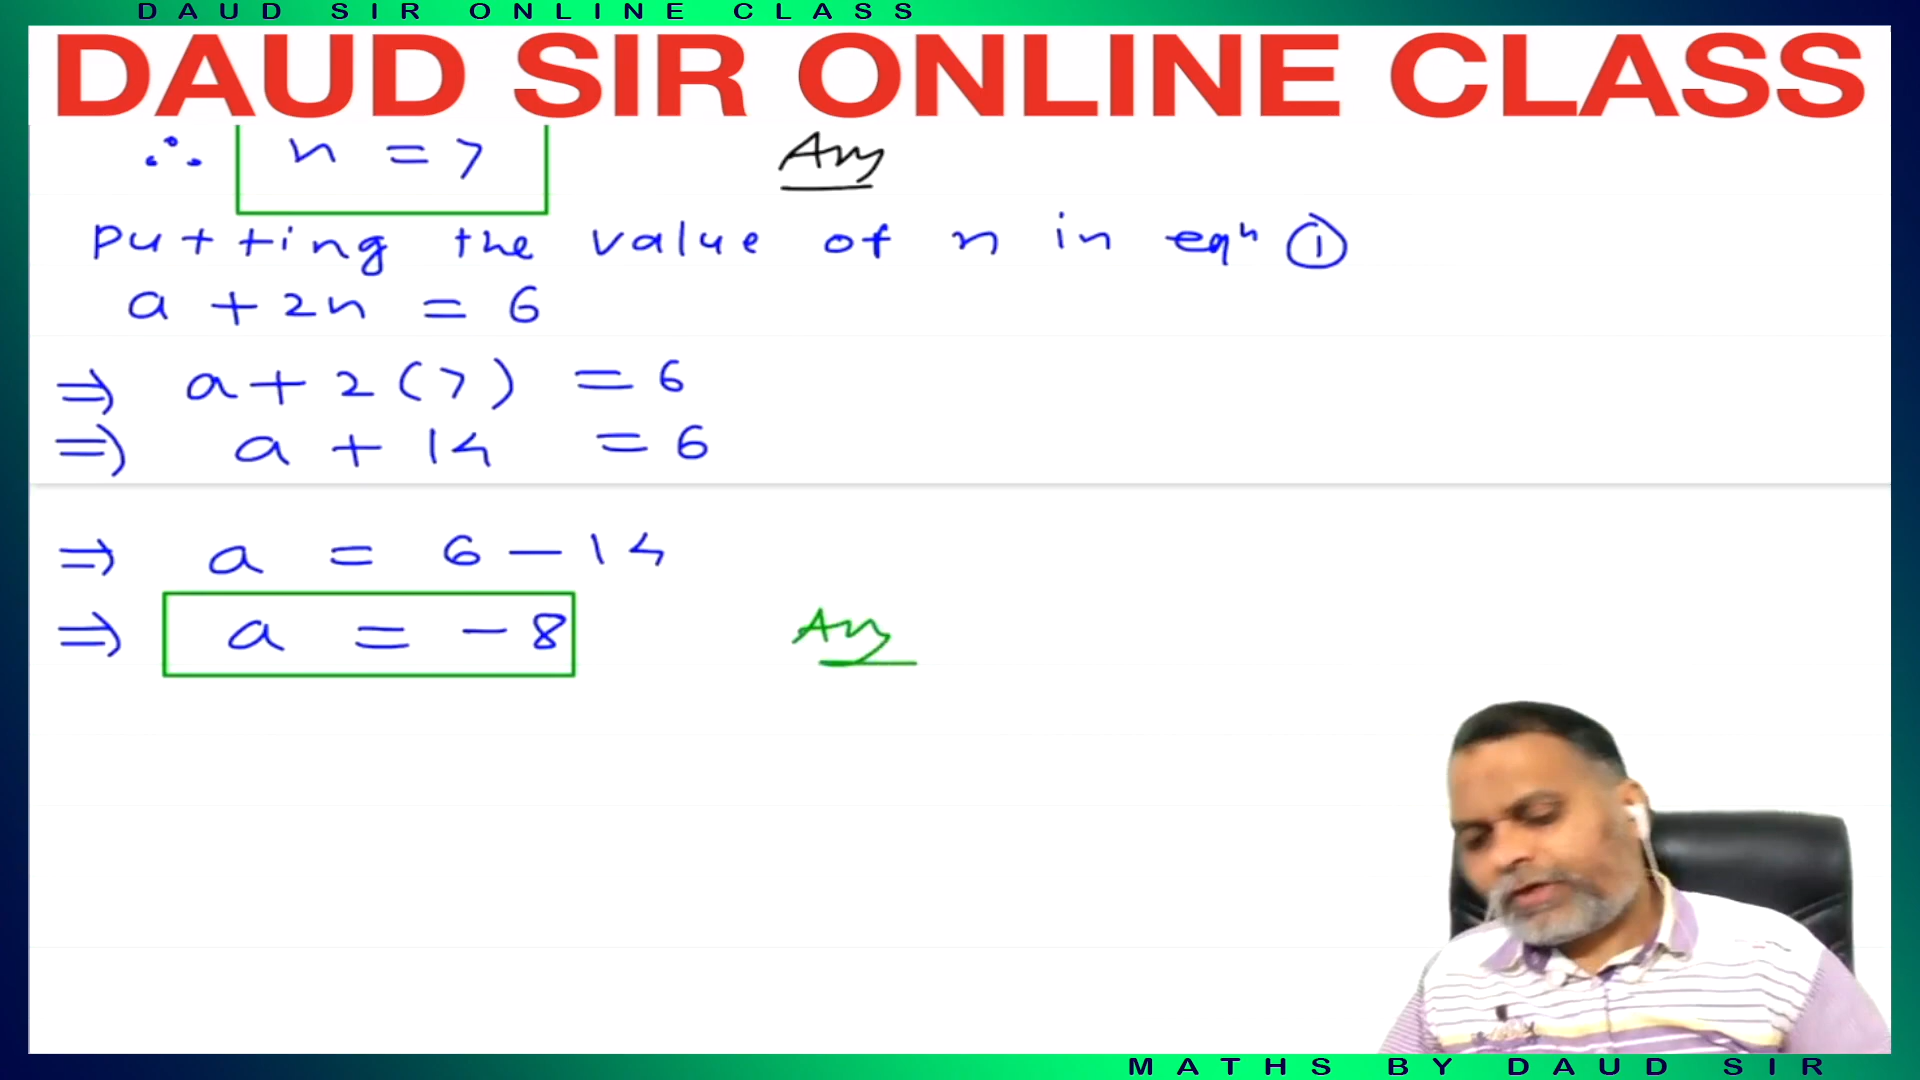 DAUD SIR ONLINE CLASS
DAUD SIR ONLINE CLASS
∴ n = 7 Ans
putting the value of n in eqn ①
a + 2n = 6
⇒ a + 2(7) = 6
⇒ a + 14 = 6
⇒ a = 6 - 14
⇒ a = - 8 Ans
MATHS BY DAUD SIR